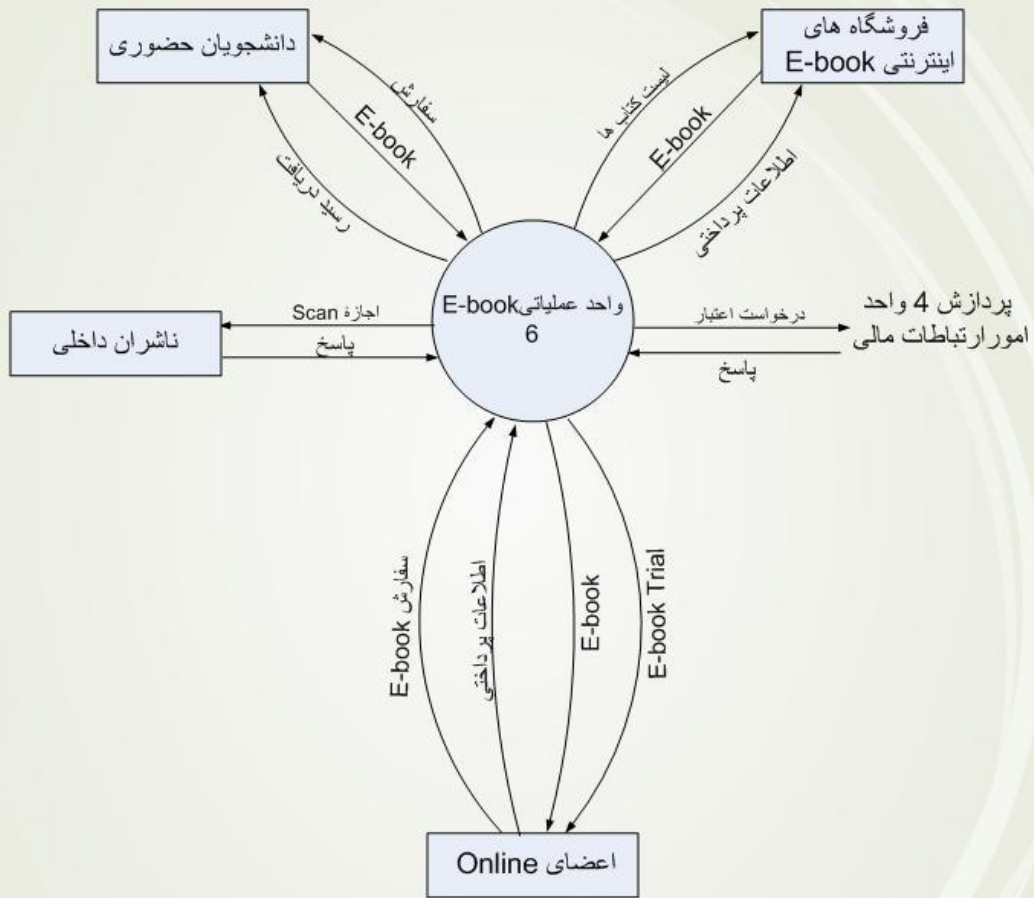 دانشجویان حضوری
فروشگاه های
اینترنتی E-book
سفارش
E-book
رسید دریافت
لیست کتاب ها
E-book
اطلاعات پرداختی
واحد عملیاتی E-book
6
اجازهٔ Scan
پاسخ
ناشران داخلی
درخواست اعتبار
پاسخ
پردازش 4 واحد
امور ارتباطات مالی
سفارش E-book
اطلاعات پرداختی
E-book
E-book Trial
اعضای Online